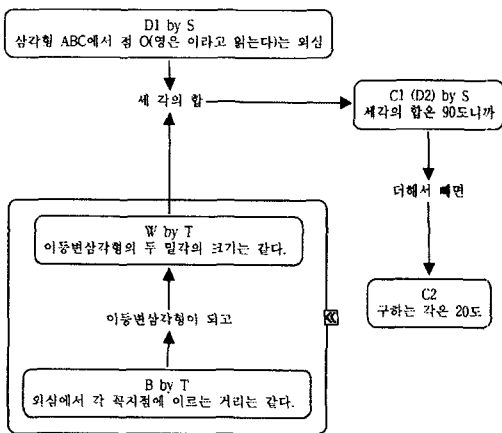 D1 by S
삼각형 ABC에서 점 O(영은 이라고 읽는다)는 외심
세 각의 합
C1 (D2) by S
세각의 합은 90도니까
더해서 빼면
C2
구하는 각은 20도
W by T
이등변삼각형의 두 밑각의 크기는 같다.
이등변삼각형이 되고
B by T
외심에서 각 꼭지점에 이르는 거리는 같다.